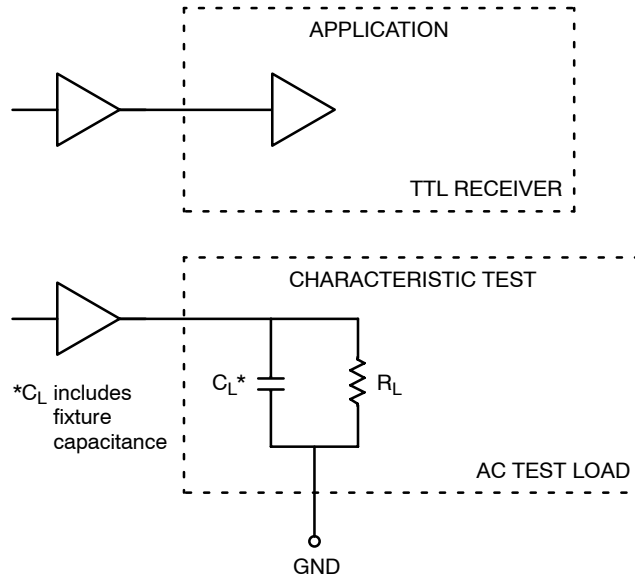 APPLICATION
TTL RECEIVER
CHARACTERISTIC TEST
*CL includes
fixture
capacitance
CL*
RL
AC TEST LOAD
GND